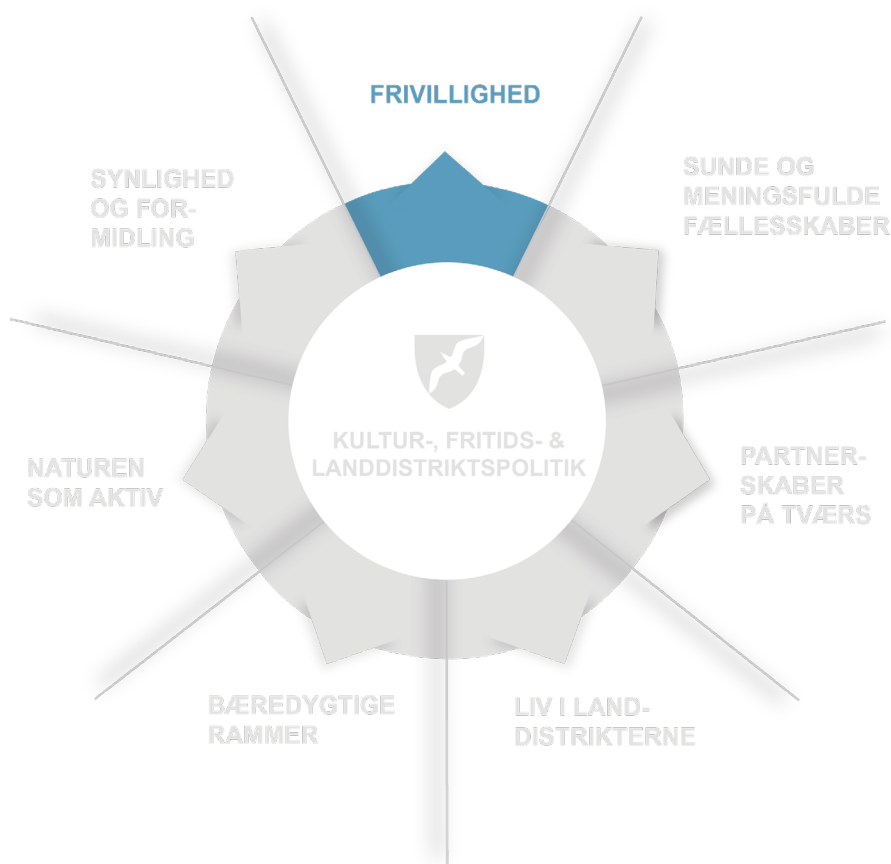 FRIVILLIGHED
SUNDE OG
MENINGSFULDE
FÆLLESSKABER
PARTNER-
SKABER
PÅ TVÆRS
LIV I LAND-
DISTRIKTERNE
BÆREDYGTIGE
RAMMER
NATUREN
SOM AKTIV
SYNLIGHED
OG FOR-
MIDLING
KULTUR-, FRITIDS- &
LANDDISTRIKTSPOLITIK